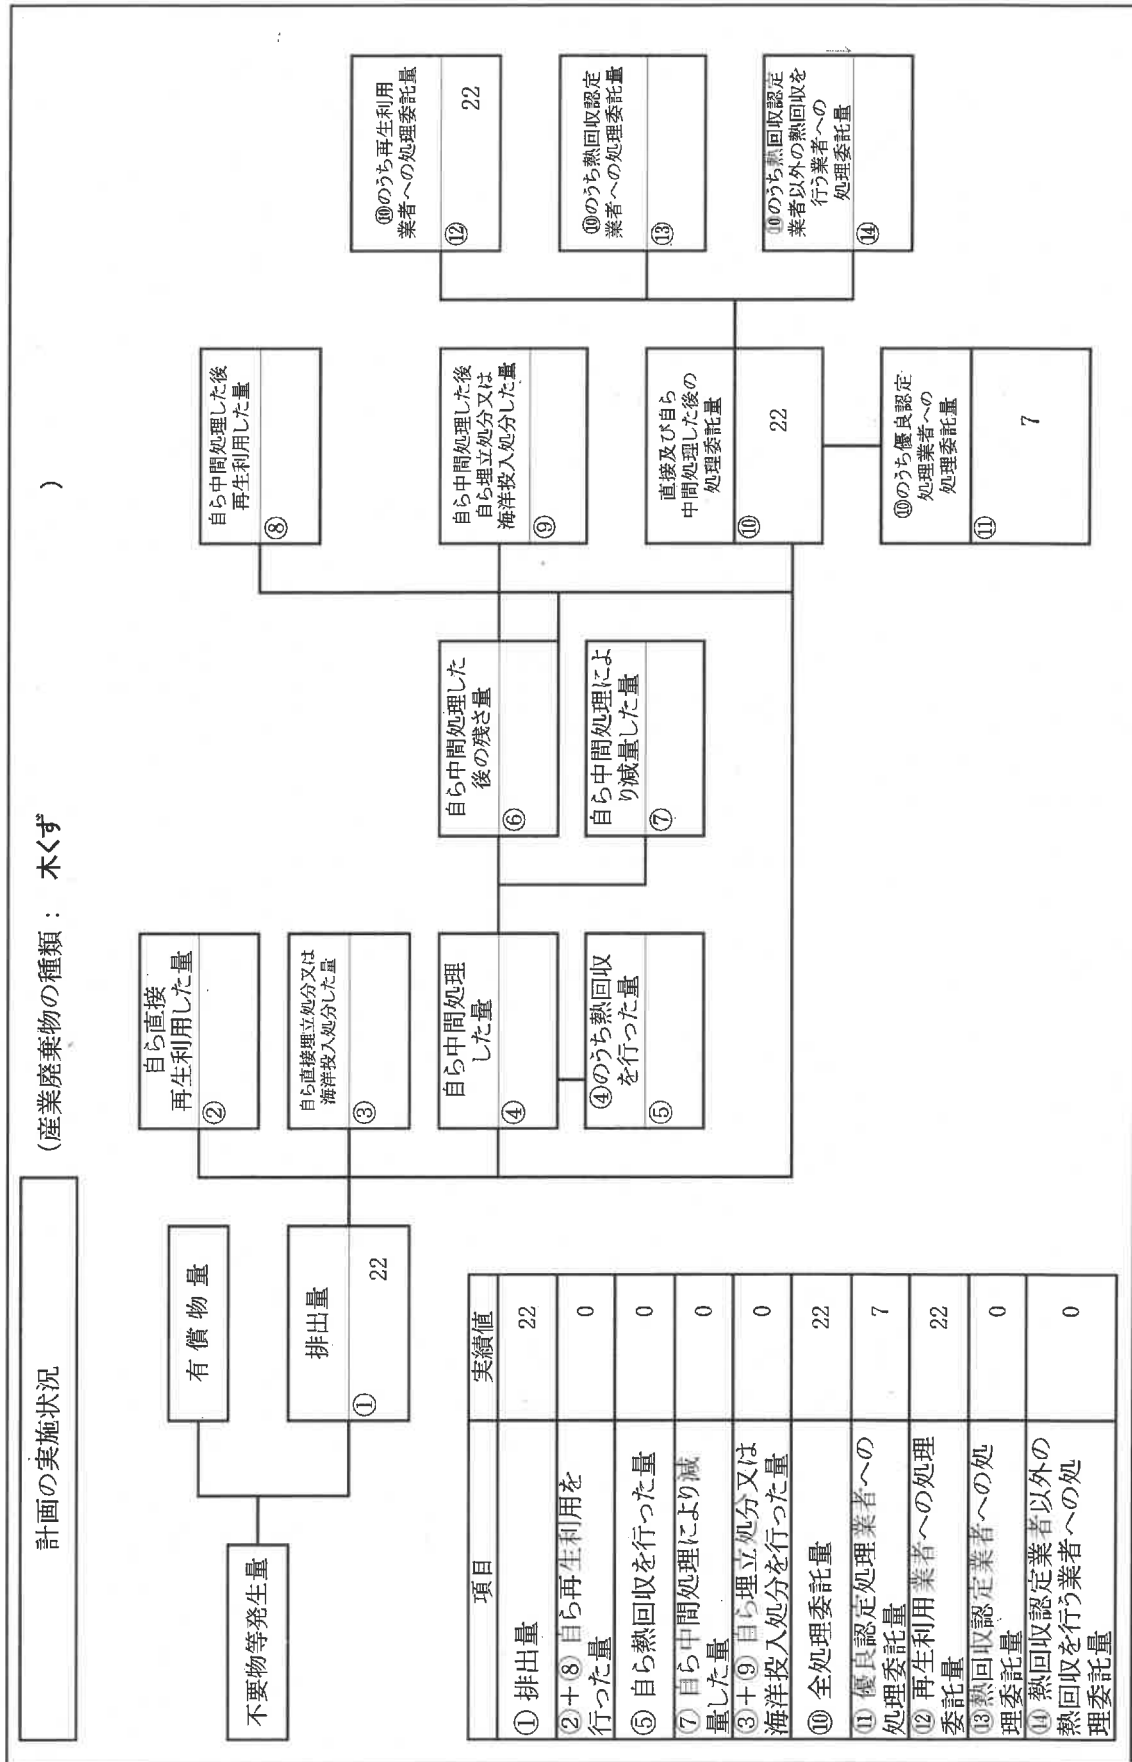 計画の実施状況
(産業廃棄物の種類： 木くず )
不要物等発生量
有償物量
排出量
① 22
自ら直接
再生利用した量
②
自ら直接埋立処分又は
海洋投入処分した量
③
自ら中間処理
した量
④
④のうち熱回収
を行った量
⑤
自ら中間処理した
後の残さ量
⑥
自ら中間処理によ
り減量した量
⑦
自ら中間処理した後
再生利用した量
⑧
自ら中間処理した後
自ら埋立処分又は
海洋投入処分した量
⑨
直接及び自ら
中間処理した後の
処理委託量
⑩ 22
⑩のうち優良認定
処理業者への
処理委託量
⑪ 7
⑩のうち再生利用
業者への処理委託量
⑫ 22
⑩のうち熱回収認定
業者への処理委託量
⑬
⑩のうち熱回収認定
業者以外の熱回収を
行う業者への
処理委託量
⑭
項目 実績値
①排出量 22
②+⑧自ら再生利用を
行った量 0
⑤自ら熱回収を行った量 0
⑦自ら中間処理により減
量した量 0
③+⑨自ら埋立処分又は
海洋投入処分を行った量 0
⑩全処理委託量 22
⑪優良認定処理業者への
処理委託量 7
⑫再生利用業者への処理
委託量 22
⑬熱回収認定業者への処
理委託量 0
⑭熱回収認定業者以外の
熱回収を行う業者への処
理委託量 0